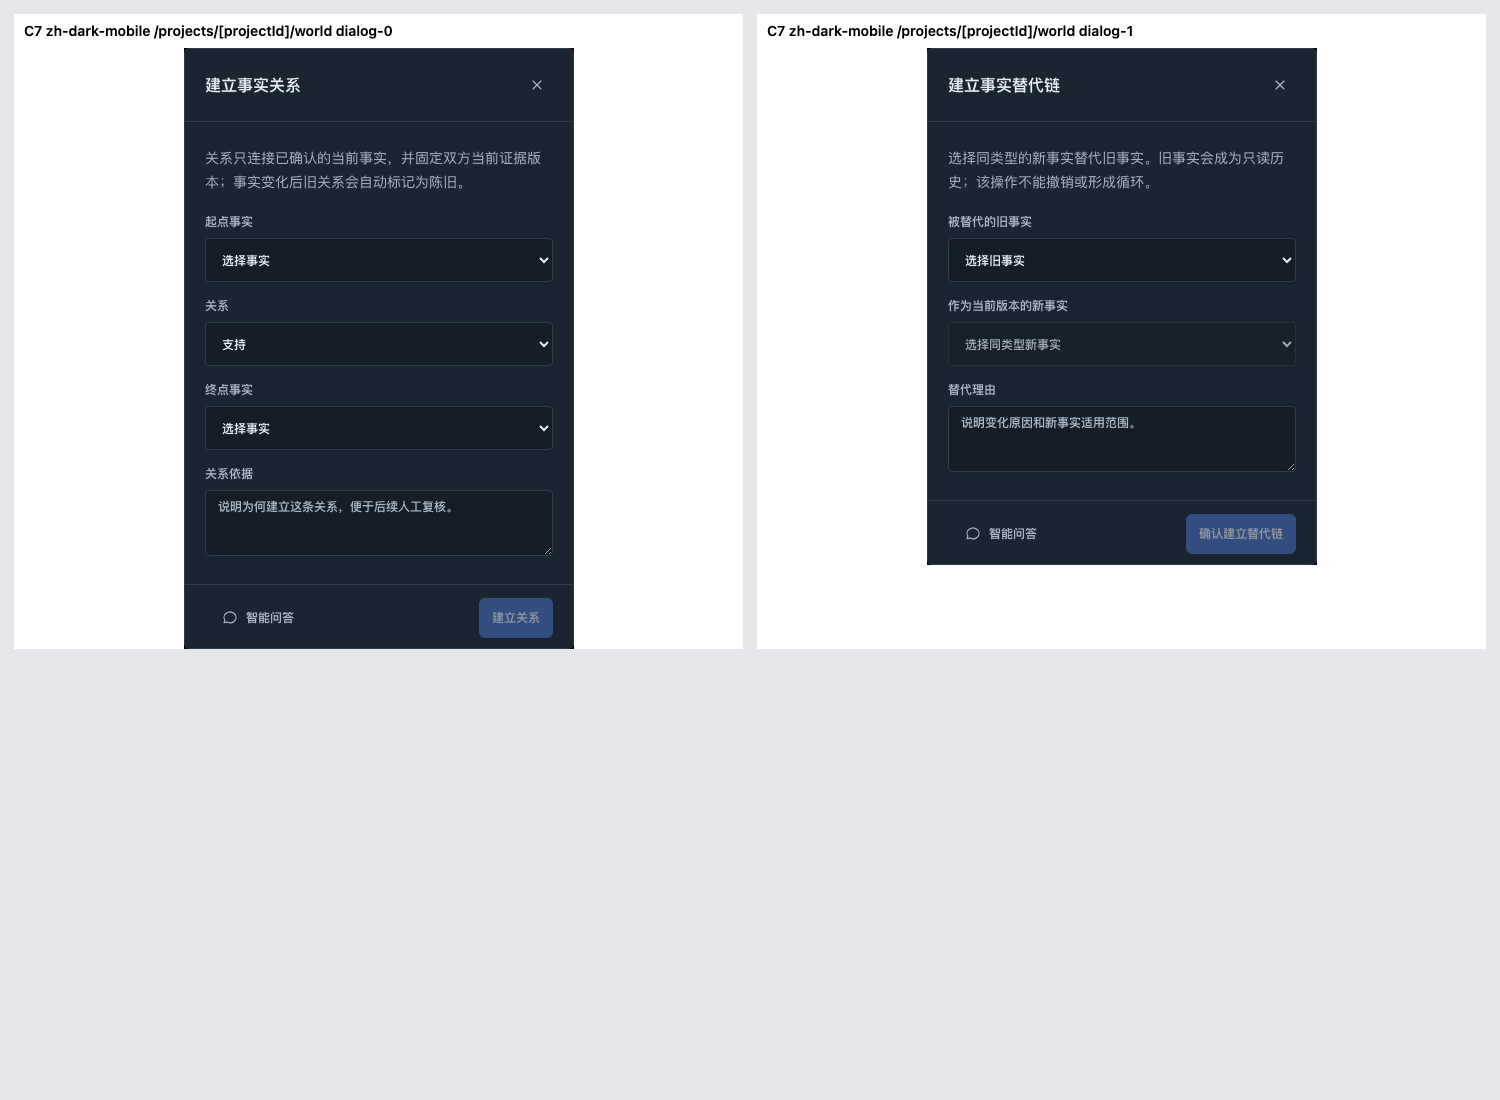 C7 zh-dark-mobile /projects/[projectId]/world dialog-0
建立事实关系
关系只连接已确认的当前事实，并固定双方当前证据版
本；事实变化后旧关系会自动标记为陈旧。
起点事实
选择事实
关系
支持
终点事实
选择事实
关系依据
说明为何建立这条关系，便于后续人工复核。
智能问答
建立关系
C7 zh-dark-mobile /projects/[projectId]/world dialog-1
建立事实替代链
选择同类型的新事实替代旧事实。旧事实会成为只读历
史；该操作不能撤销或形成循环。
被替代的旧事实
选择旧事实
作为当前版本的新事实
选择同类型新事实
替代理由
说明变化原因和新事实适用范围。
智能问答
确认建立替代链